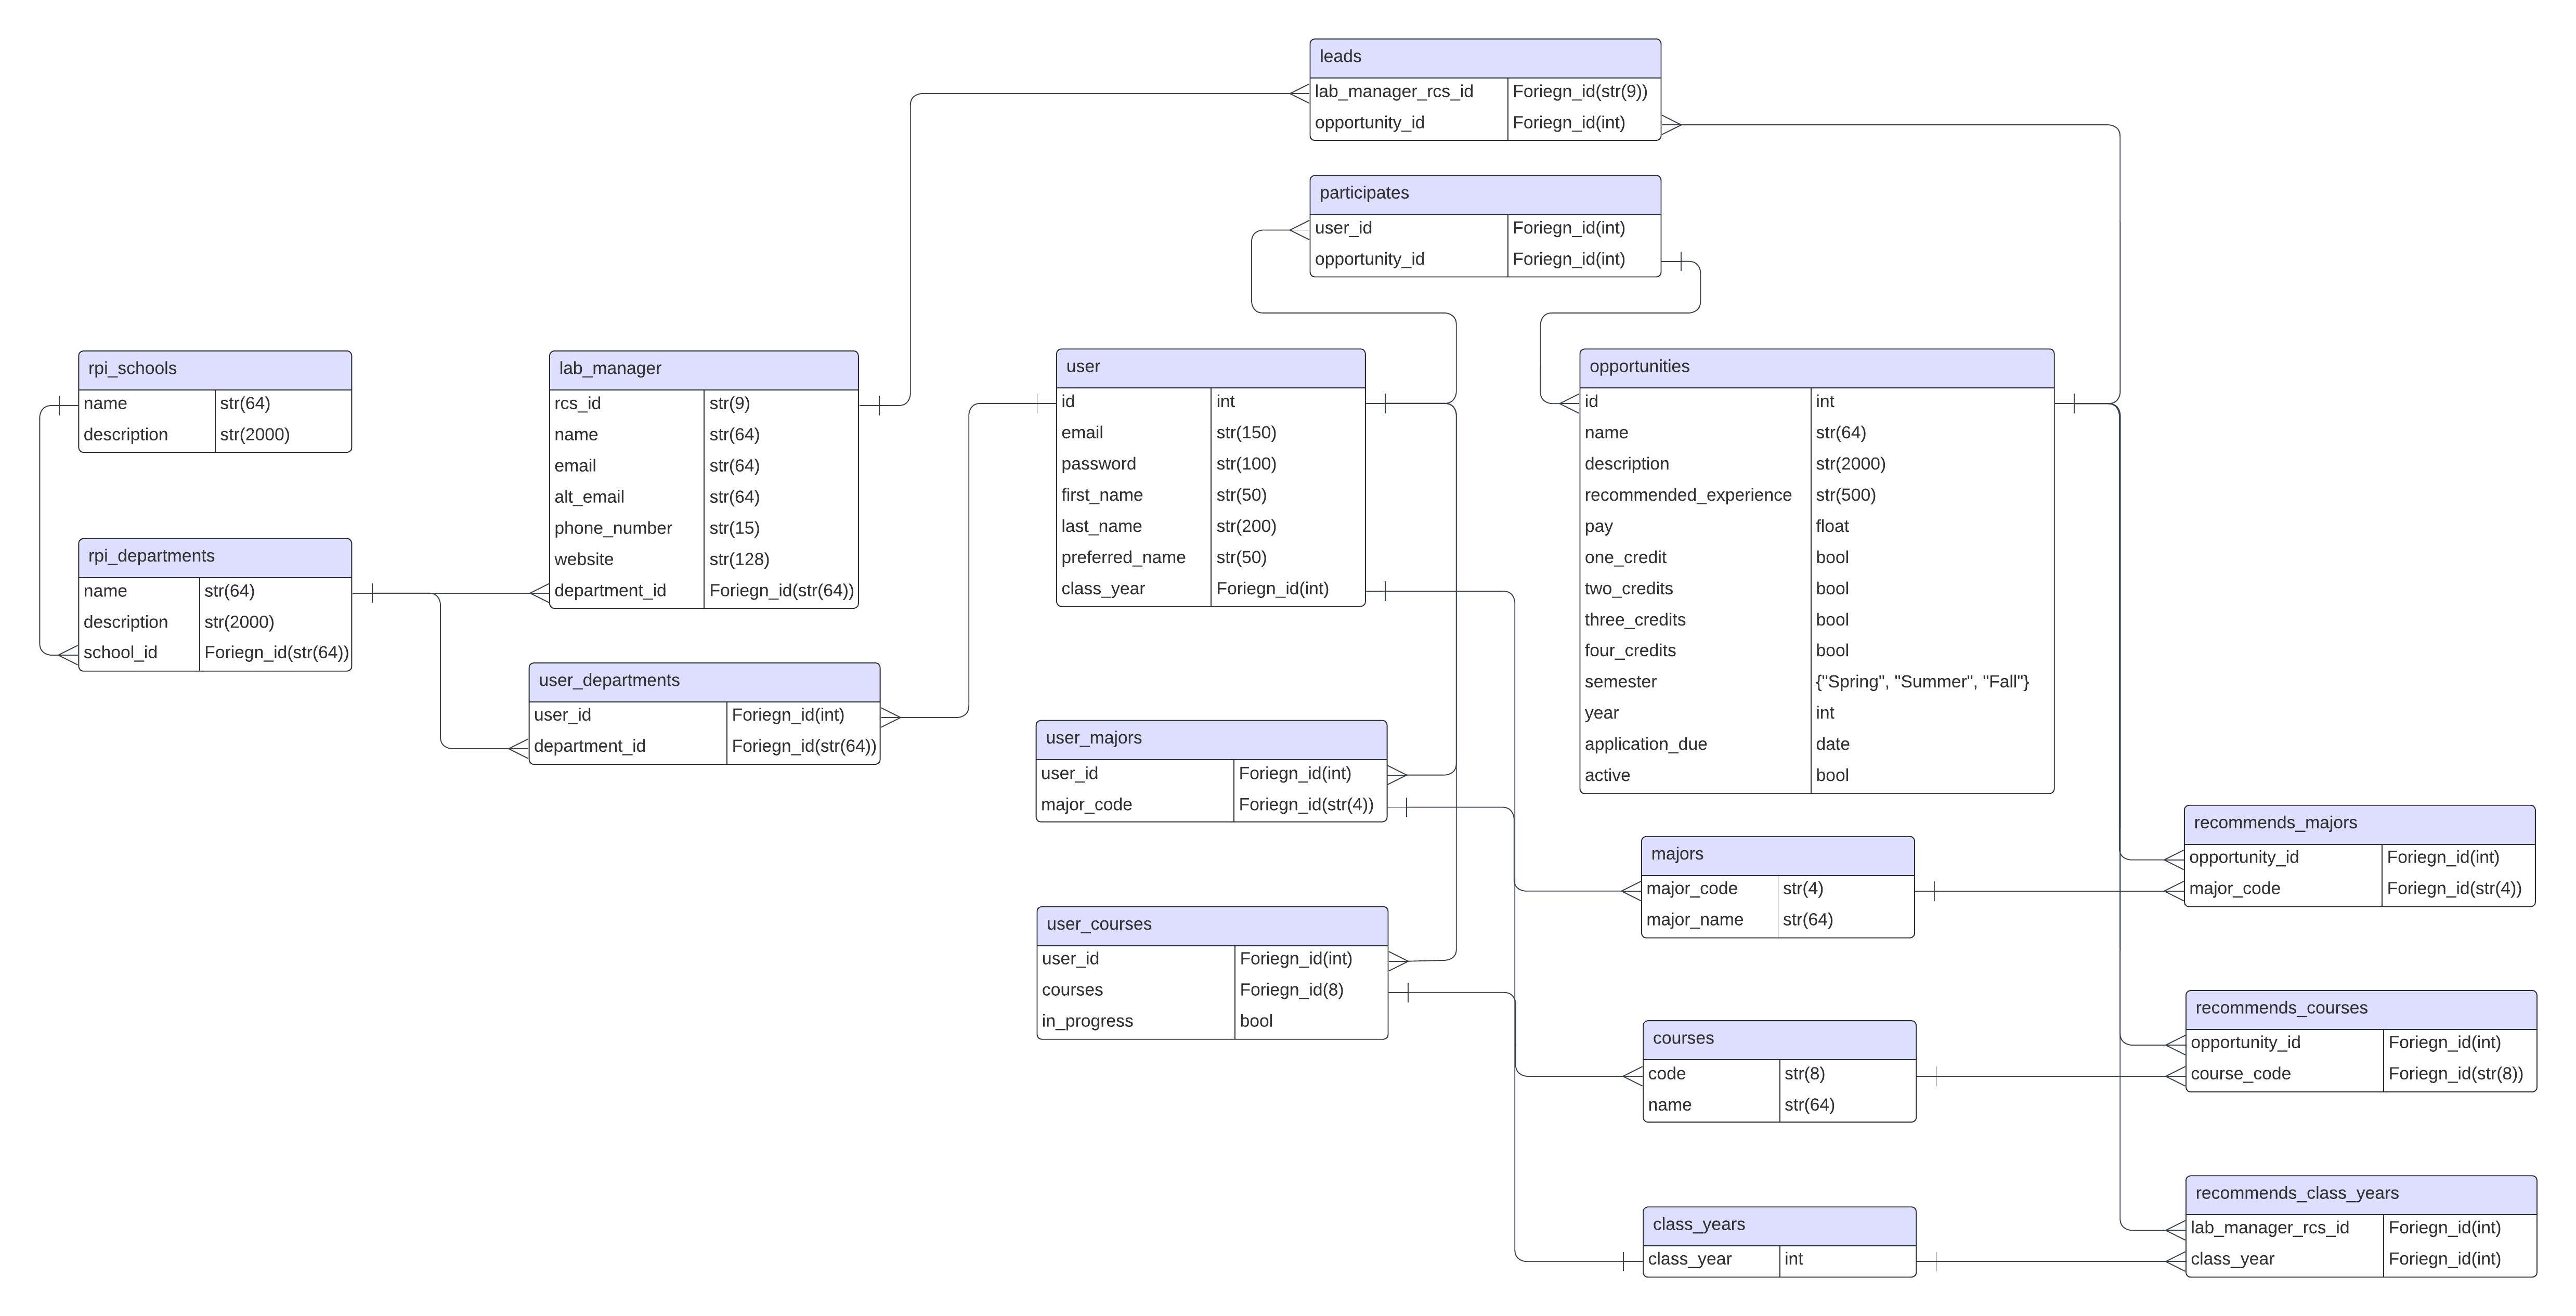 leads
lab_manager_rcs_id Foriegn_id(str(9))
opportunity_id Foriegn_id(int)
participates
user_id Foriegn_id(int)
opportunity_id Foriegn_id(int)
rpi_schools
name str(64)
description str(2000)
rpi_departments
name str(64)
description str(2000)
school_id Foriegn_id(str(64))
lab_manager
rcs_id str(9)
name str(64)
email str(64)
alt_email str(64)
phone_number str(15)
website str(128)
department_id Foriegn_id(str(64))
user_departments
user_id Foriegn_id(int)
department_id Foriegn_id(str(64))
user
id int
email str(150)
password str(100)
first_name str(50)
last_name str(200)
preferred_name str(50)
class_year Foriegn_id(int)
user_majors
user_id Foriegn_id(int)
major_code Foriegn_id(str(4))
user_courses
user_id Foriegn_id(int)
courses Foriegn_id(8)
in_progress bool
opportunities
id int
name str(64)
description str(2000)
recommended_experience str(500)
pay float
one_credit bool
two_credits bool
three_credits bool
four_credits bool
semester {"Spring", "Summer", "Fall"}
year int
application_due date
active bool
majors
major_code str(4)
major_name str(64)
courses
code str(8)
name str(64)
class_years
class_year int
recommends_majors
opportunity_id Foriegn_id(int)
major_code Foriegn_id(str(4))
recommends_courses
opportunity_id Foriegn_id(int)
course_code Foriegn_id(str(8))
recommends_class_years
lab_manager_rcs_id Foriegn_id(int)
class_year Foriegn_id(int)